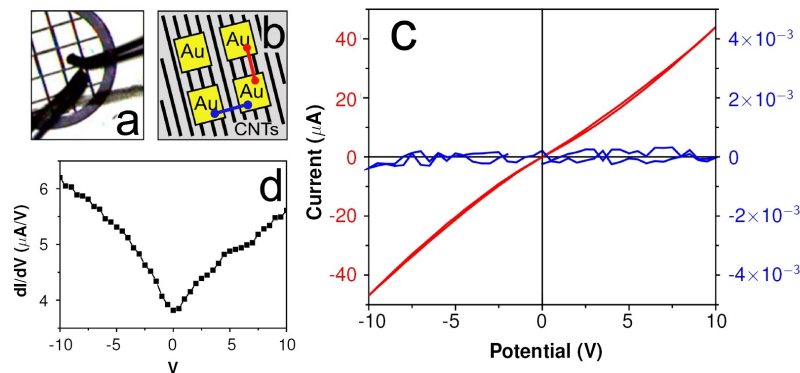 a
b
Au
Au
Au
Au
CNTs
c
40
20
0
-20
-40
Current (μA)
4×10⁻³
2×10⁻³
0
-2×10⁻³
-4×10⁻³
-10
-5
0
5
10
Potential (V)
d
6
5
4
dI/dV (μA/V)
-10
-5
0
5
10
V